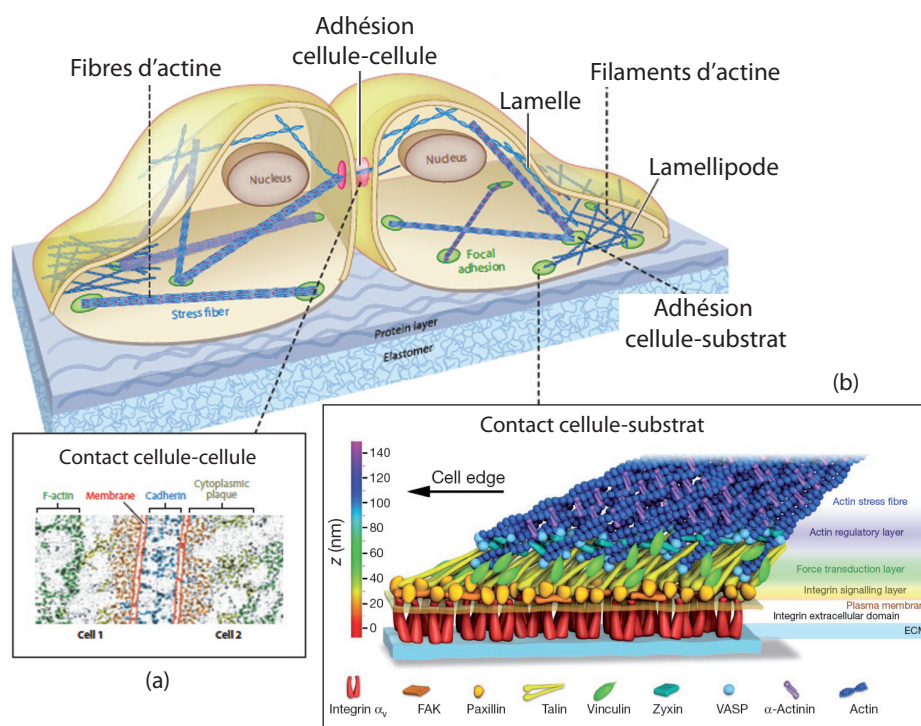 Adhésion
cellule-cellule
Fibres d'actine
Filaments d'actine
Lamelle
Lamellipode
Nucleus
Nucleus
Focal
adhesion
Stress fiber
Protein layer
Elastomer
Adhésion
cellule-substrat
(b)
Contact cellule-cellule
F-actin
Membrane
Cadherin
Cytoplasmic
plaque
Cell 1
Cell 2
(a)
Contact cellule-substrat
z (nm)
140
120
100
80
60
40
20
0
Cell edge
Actin stress fibre
Actin regulatory layer
Force transduction layer
Integrin signalling layer
Plasma membran
Integrin extracellular domain
ECM
Integrin αv
FAK
Paxillin
Talin
Vinculin
Zyxin
VASP
α-Actinin
Actin